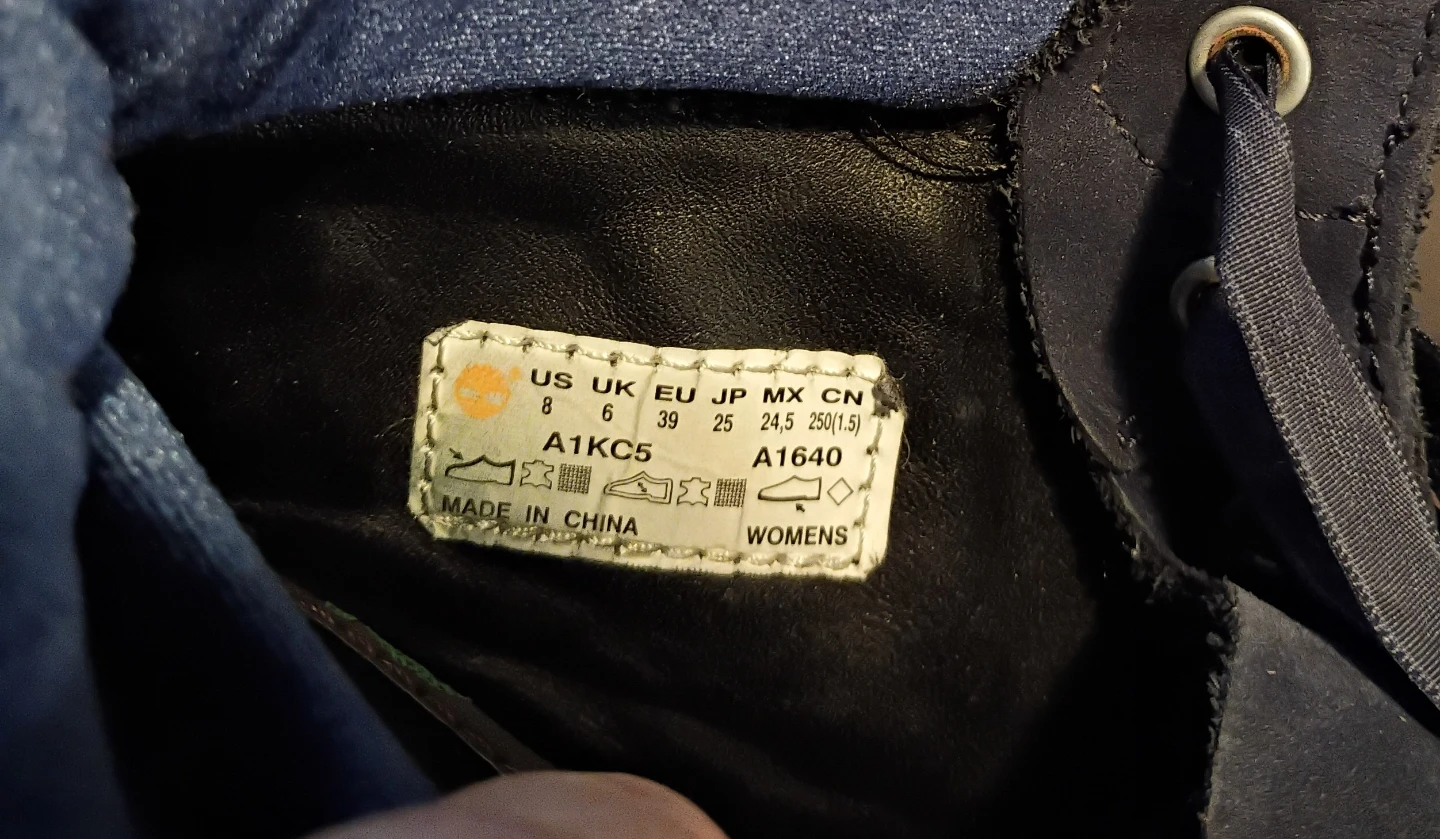 US UK EU JP MX CN
8 6 39 25 24,5 250(1.5)
A1KC5 A1640
MADE IN CHINA WOMENS